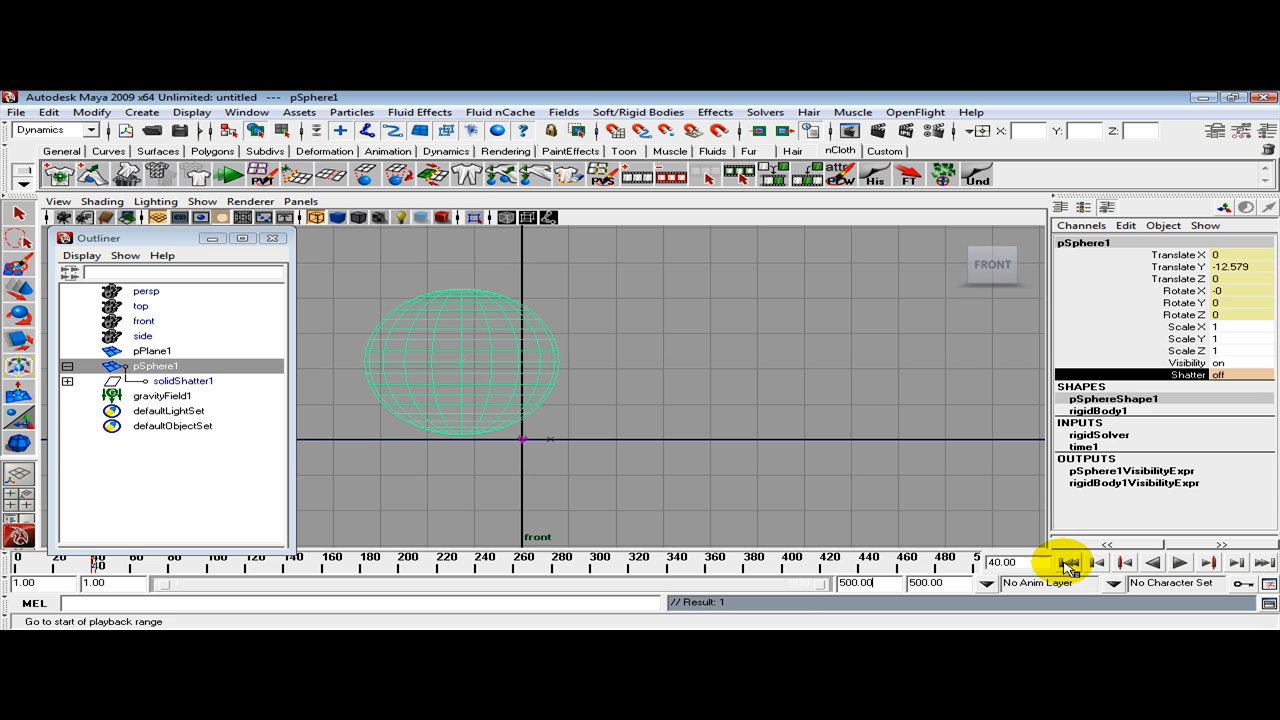 Autodesk Maya 2009 x64 Unlimited: untitled --- pSphere1
File Edit Modify Create Display Window Assets Particles Fluid Effects Fluid nCache Fields Soft/Rigid Bodies Effects Solvers Hair Muscle OpenFlight Help
Dynamics X: Y: Z:
General Curves Surfaces Polygons Subdivs Deformation Animation Dynamics Rendering PaintEffects Toon Muscle Fluids Fur Hair nCloth Custom
PVT PVS His FT Und
View Shading Lighting Show Renderer Panels
Outliner
Display Show Help
persp
top
front
side
pPlane1
pSphere1
solidShatter1
gravityField1
defaultLightSet
defaultObjectSet
FRONT
front
Channels Edit Object Show
pSphere1
Translate X 0
Translate Y -12.579
Translate Z 0
Rotate X -0
Rotate Y 0
Rotate Z 0
Scale X 1
Scale Y 1
Scale Z 1
Visibility on
Shatter off
SHAPES
pSphereShape1
rigidBody1
INPUTS
rigidSolver
time1
OUTPUTS
pSphere1VisibilityExpr
rigidBody1VisibilityExpr
<< >>
0 20 40 60 80 100 120 140 160 180 200 220 240 260 280 300 320 340 360 380 400 420 440 460 480 5
40
40.00
1.00 1.00 500.00 500.00 No Anim Layer No Character Set
MEL // Result: 1
Go to start of playback range